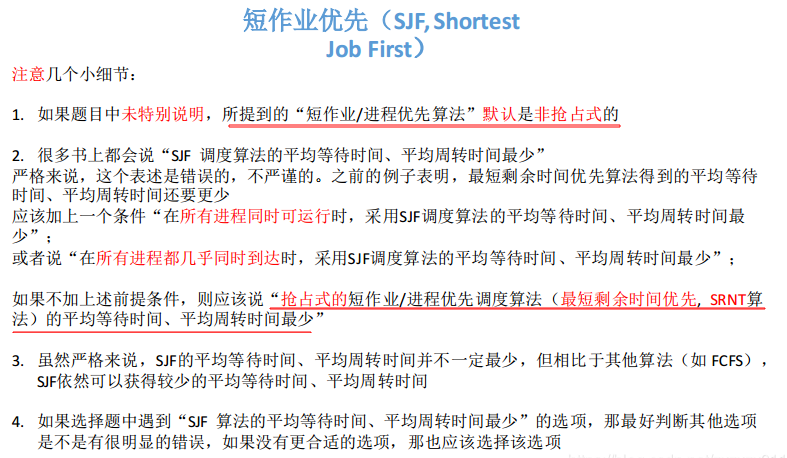 短作业优先（SJF, Shortest
Job First）
注意几个小细节：
1. 如果题目中未特别说明，所提到的“短作业/进程优先算法”默认是非抢占式的
2. 很多书上都会说“SJF 调度算法的平均等待时间、平均周转时间最少”
严格来说，这个表述是错误的，不严谨的。之前的例子表明，最短剩余时间优先算法得到的平均等待
时间、平均周转时间还要更少
应该加上一个条件“在所有进程同时可运行时，采用SJF调度算法的平均等待时间、平均周转时间最
少”；
或者说“在所有进程都几乎同时到达时，采用SJF调度算法的平均等待时间、平均周转时间最少”；
如果不加上述前提条件，则应该说“抢占式的短作业/进程优先调度算法（最短剩余时间优先, SRNT算
法）的平均等待时间、平均周转时间最少”
3. 虽然严格来说，SJF的平均等待时间、平均周转时间并不一定最少，但相比于其他算法（如 FCFS），
SJF依然可以获得较少的平均等待时间、平均周转时间
4. 如果选择题中遇到“SJF 算法的平均等待时间、平均周转时间最少”的选项，那最好判断其他选项
是不是有很明显的错误，如果没有更合适的选项，那也应该选择该选项